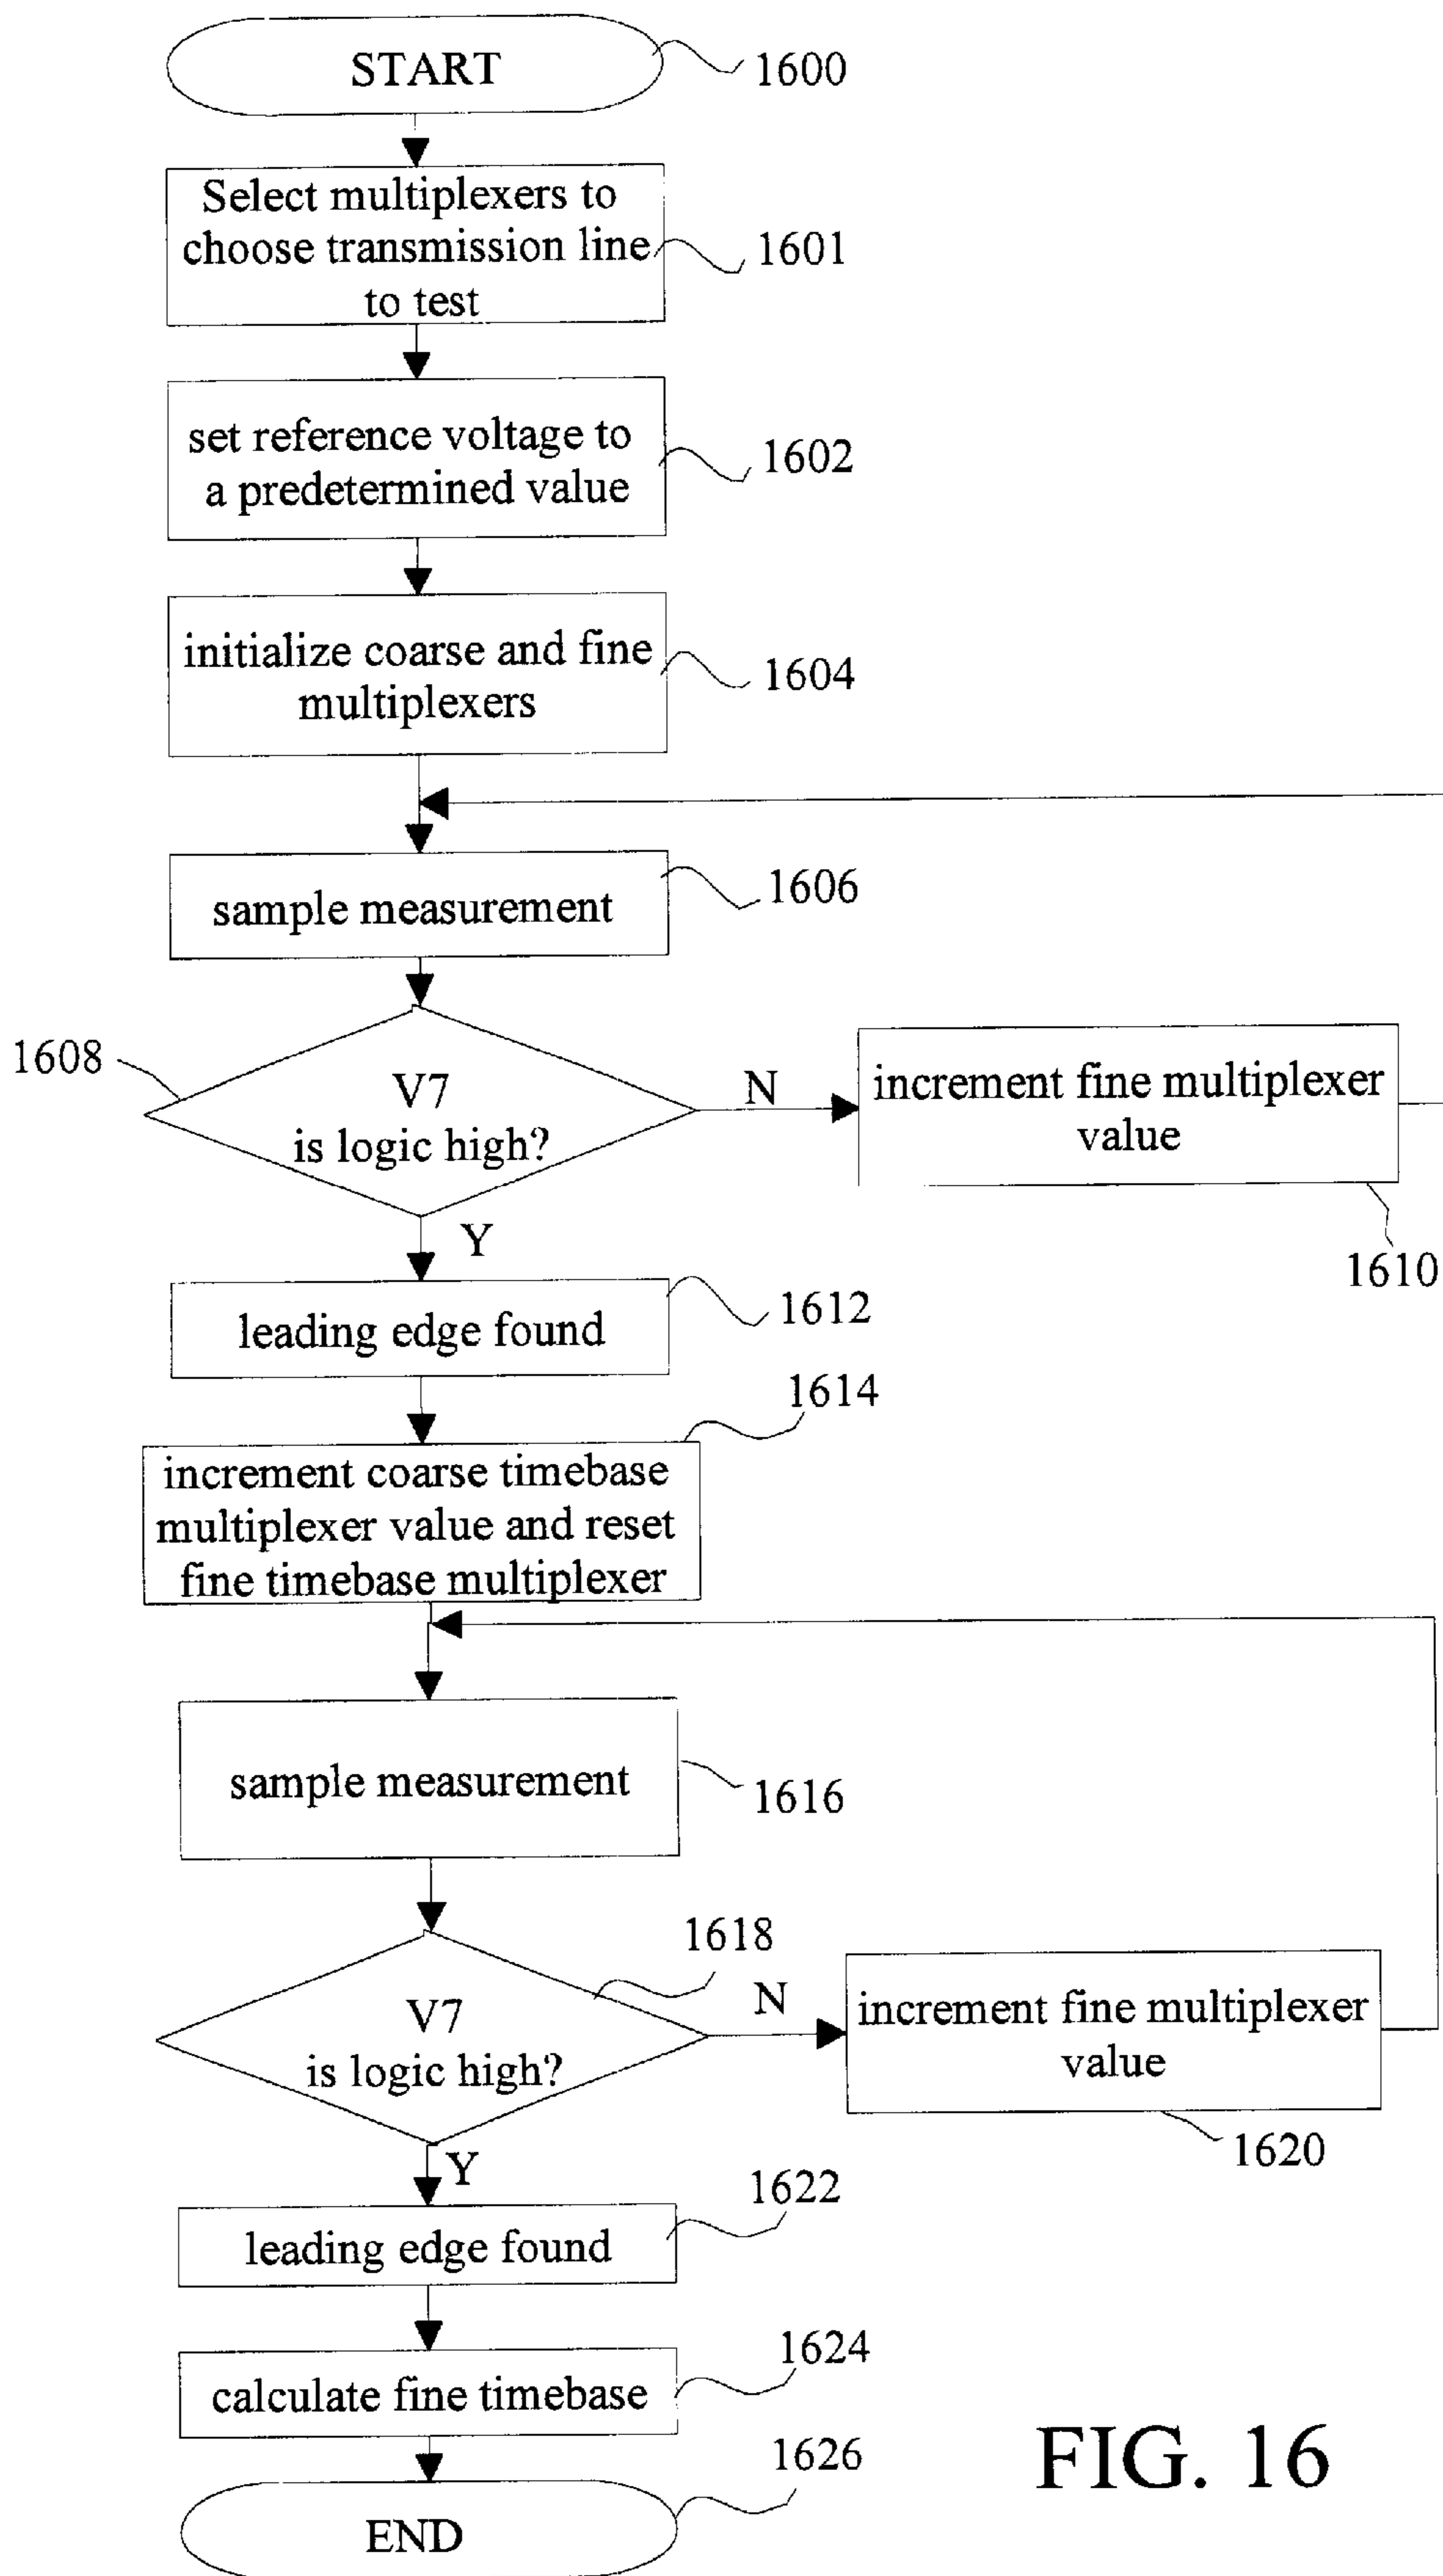 START
1600
Select multiplexers to
choose transmission line
to test
1601
set reference voltage to
a predetermined value
1602
initialize coarse and fine
multiplexers
1604
sample measurement
1606
1608
V7
is logic high?
N
increment fine multiplexer
value
1610
Y
leading edge found
1612
1614
increment coarse timebase
multiplexer value and reset
fine timebase multiplexer
sample measurement
1616
1618
V7
is logic high?
N
increment fine multiplexer
value
1620
Y
1622
leading edge found
1624
calculate fine timebase
1626
END
FIG. 16